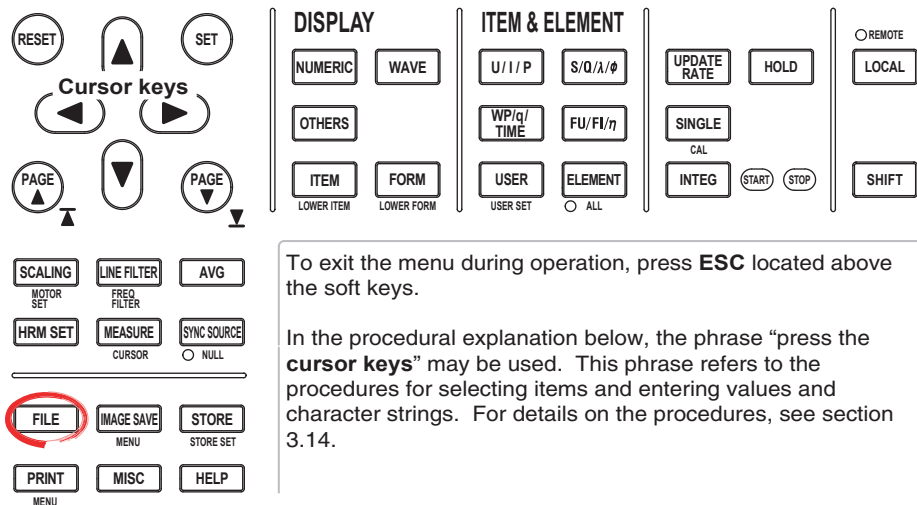 RESET
SET
Cursor keys
PAGE
PAGE
DISPLAY
NUMERIC
WAVE
OTHERS
ITEM
FORM
LOWER ITEM
LOWER FORM
ITEM & ELEMENT
U / I / P
S/Q/λ/ϕ
WP/q/
TIME
FU/FI/η
USER
ELEMENT
USER SET
ALL
UPDATE
RATE
HOLD
SINGLE
CAL
INTEG
START
STOP
REMOTE
LOCAL
SHIFT
SCALING
LINE FILTER
AVG
MOTOR
SET
FREQ
FILTER
HRM SET
MEASURE
SYNC SOURCE
CURSOR
NULL
FILE
IMAGE SAVE
STORE
MENU
STORE SET
PRINT
MISC
HELP
MENU
To exit the menu during operation, press ESC located above
the soft keys.
In the procedural explanation below, the phrase “press the
cursor keys” may be used. This phrase refers to the
procedures for selecting items and entering values and
character strings. For details on the procedures, see section
3.14.